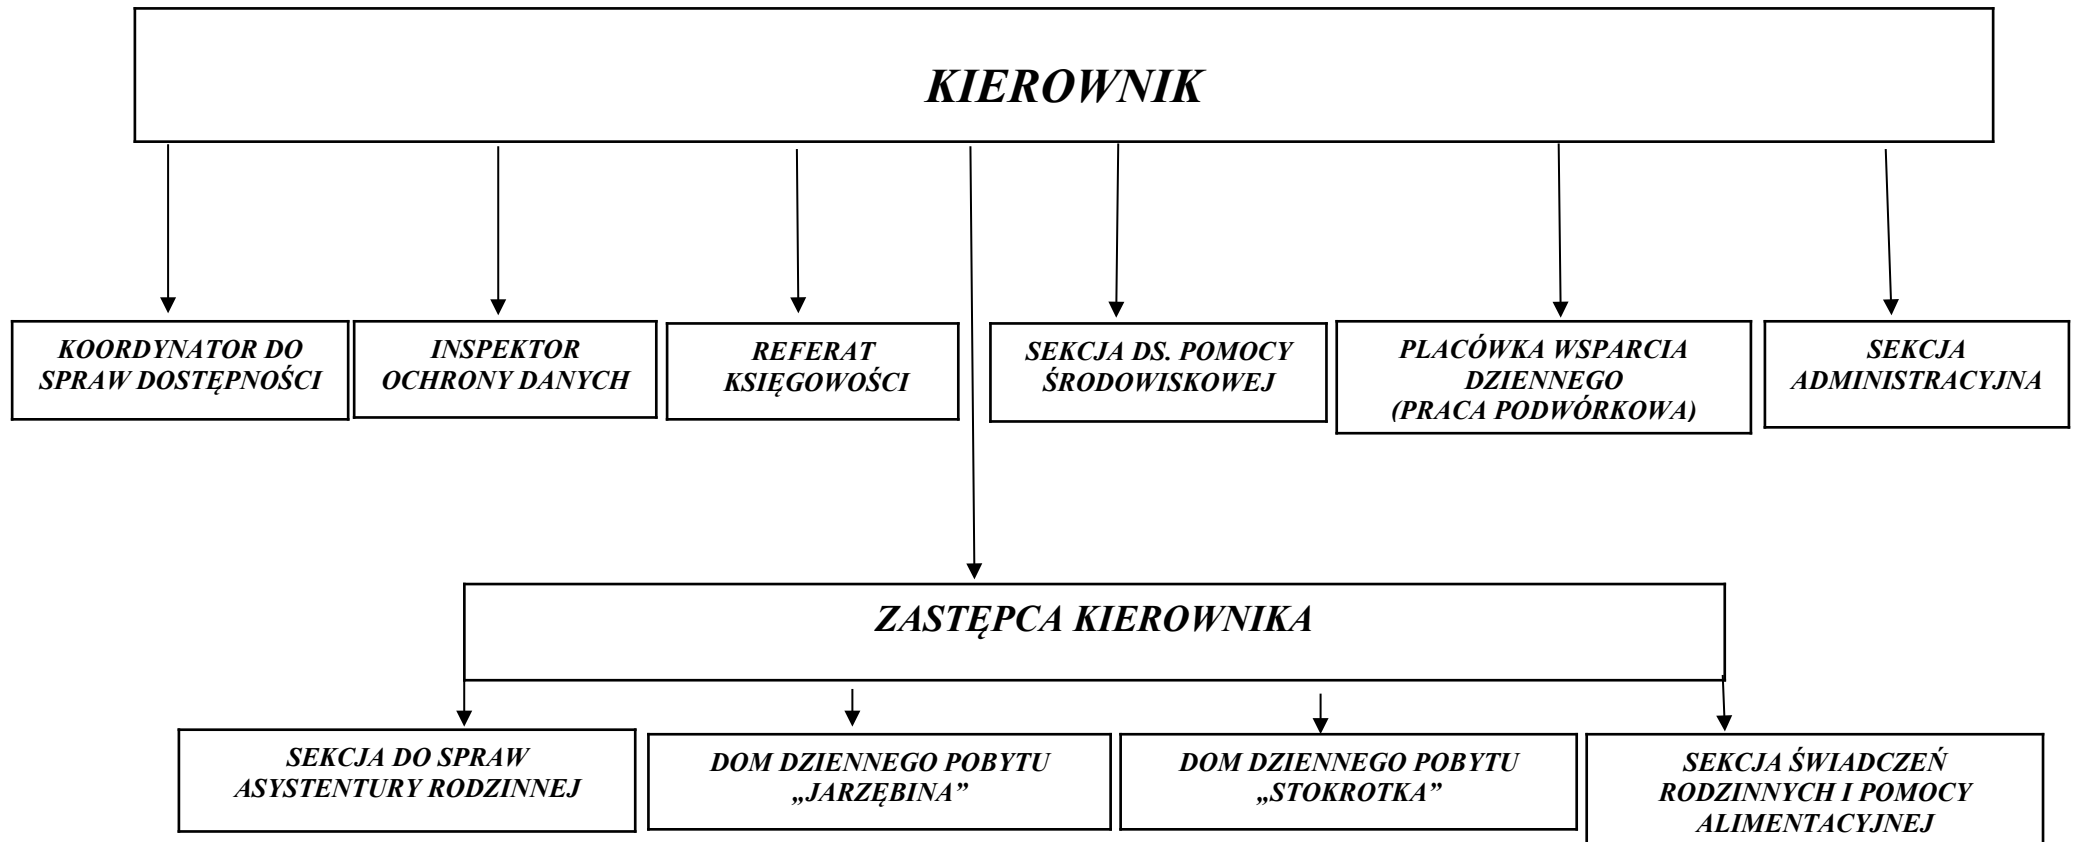 KIEROWNIK
KOORDYNATOR DO
SPRAW DOSTĘPNOŚCI
INSPEKTOR
OCHRONY DANYCH
REFERAT
KSIĘGOWOŚCI
SEKCJA DS. POMOCY
ŚRODOWISKOWEJ
PLACÓWKA WSPARCIA
DZIENNEGO
(PRACA PODWÓRKOWA)
SEKCJA
ADMINISTRACYJNA
ZASTĘPCA KIEROWNIKA
SEKCJA DO SPRAW
ASYSTENTURY RODZINNEJ
DOM DZIENNEGO POBYTU
„JARZĘBINA”
DOM DZIENNEGO POBYTU
„STOKROTKA”
SEKCJA ŚWIADCZEŃ
RODZINNYCH I POMOCY
ALIMENTACYJNEJ